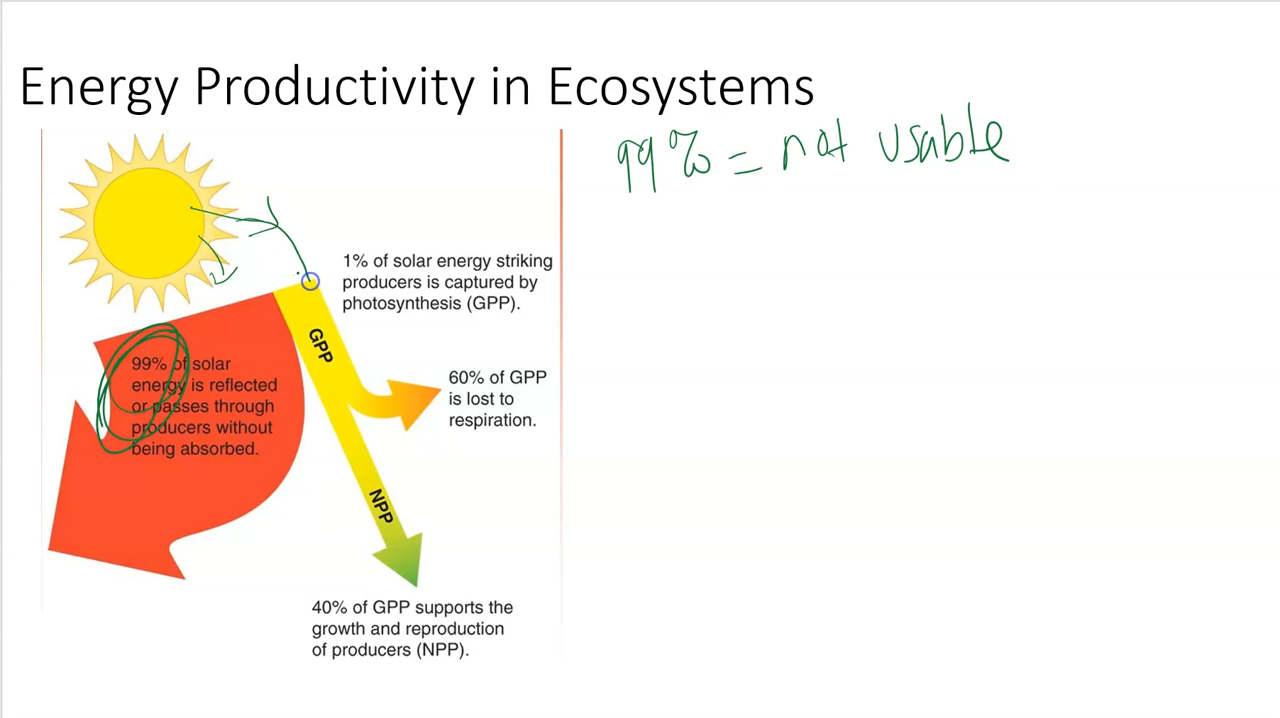 Energy Productivity in Ecosystems
99% = not usable
1% of solar energy striking
producers is captured by
photosynthesis (GPP).
GPP
99% of solar
energy is reflected
or passes through
producers without
being absorbed.
60% of GPP
is lost to
respiration.
NPP
40% of GPP supports the
growth and reproduction
of producers (NPP).